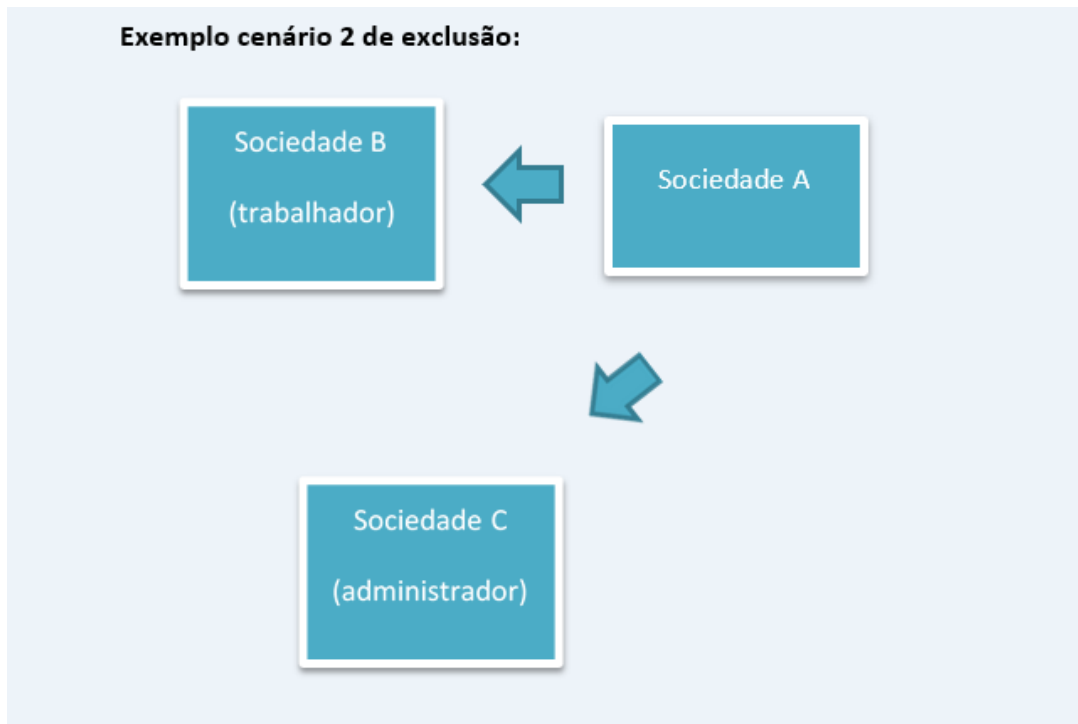 Exemplo cenário 2 de exclusão:
Sociedade B
(trabalhador)
Sociedade A
Sociedade C
(administrador)